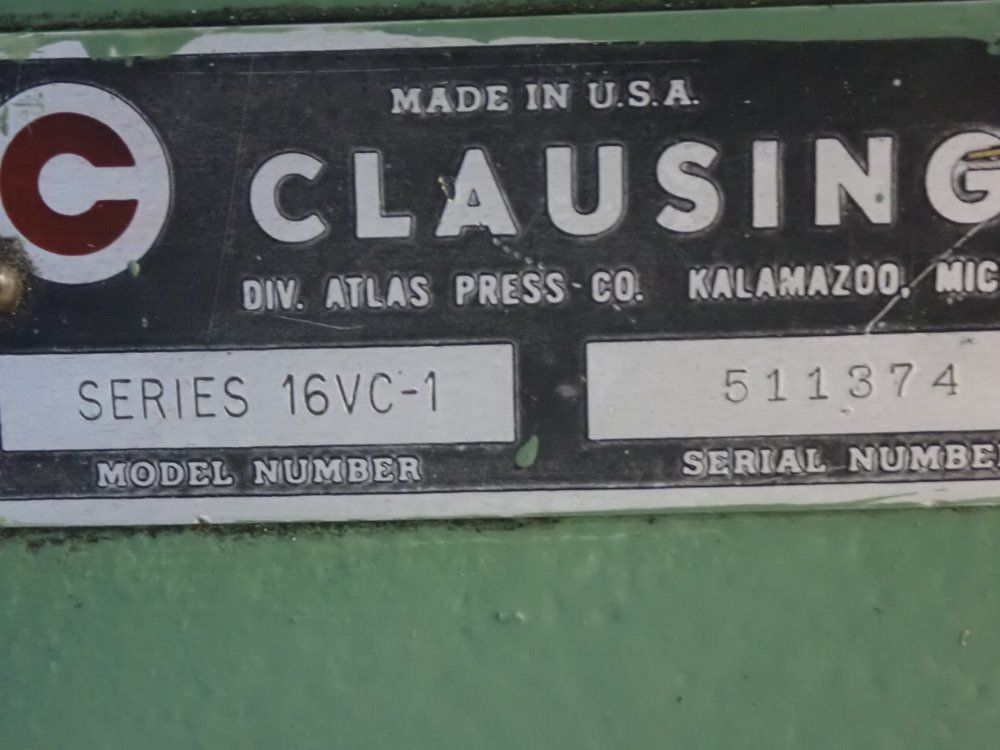 MADE IN U.S.A.
C CLAUSING
DIV. ATLAS PRESS CO. KALAMAZOO, MIC
SERIES 16VC-1 511374
MODEL NUMBER SERIAL NUMBE